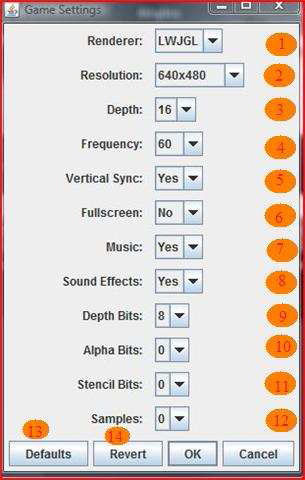 Game Settings
Renderer: LWJGL 1
Resolution: 640x480 2
Depth: 16 3
Frequency: 60 4
Vertical Sync: Yes 5
Fullscreen: No 6
Music: Yes 7
Sound Effects: Yes 8
Depth Bits: 8 9
Alpha Bits: 0 10
Stencil Bits: 0 11
Samples: 0 12
13 14
Defaults Revert OK Cancel